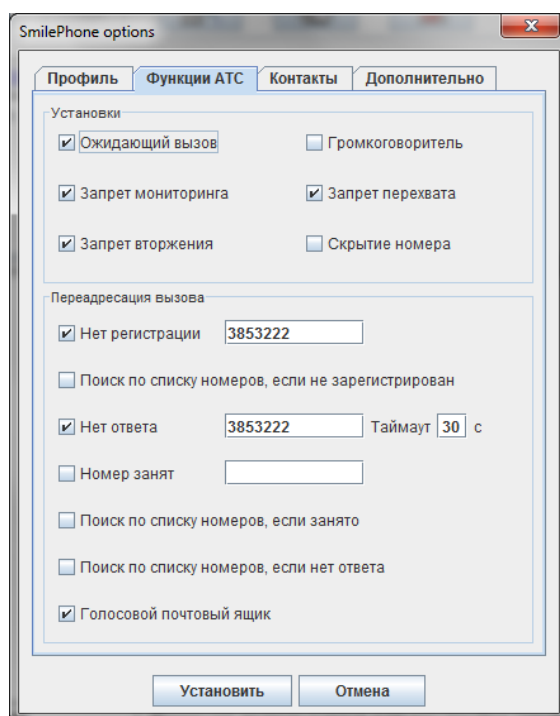 SmilePhone options
Профиль Функции АТС Контакты Дополнительно
Установки
Ожидающий вызов Громкоговоритель
Запрет мониторинга Запрет перехвата
Запрет вторжения Скрытие номера
Переадресация вызова
Нет регистрации 3853222
Поиск по списку номеров, если не зарегистрирован
Нет ответа 3853222 Таймаут 30 с
Номер занят
Поиск по списку номеров, если занято
Поиск по списку номеров, если нет ответа
Голосовой почтовый ящик
Установить Отмена